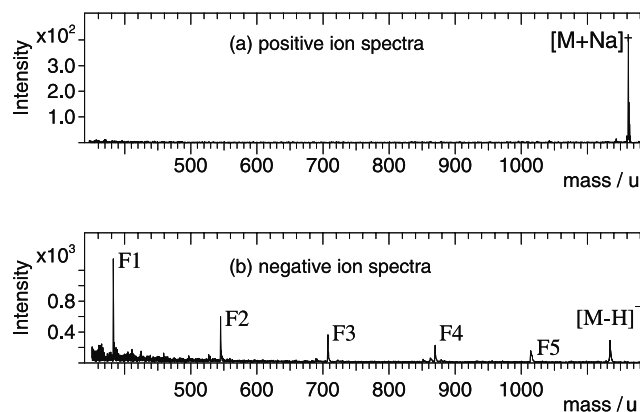 x10²
(a) positive ion spectra
[M+Na]⁺
3.0
2.0
1.0
Intensity
500 600 700 800 900 1000
mass / u
x10³
F1
(b) negative ion spectra
0.8
F2
[M-H]⁻
0.4
F3
F4
F5
Intensity
500 600 700 800 900 1000
mass / u